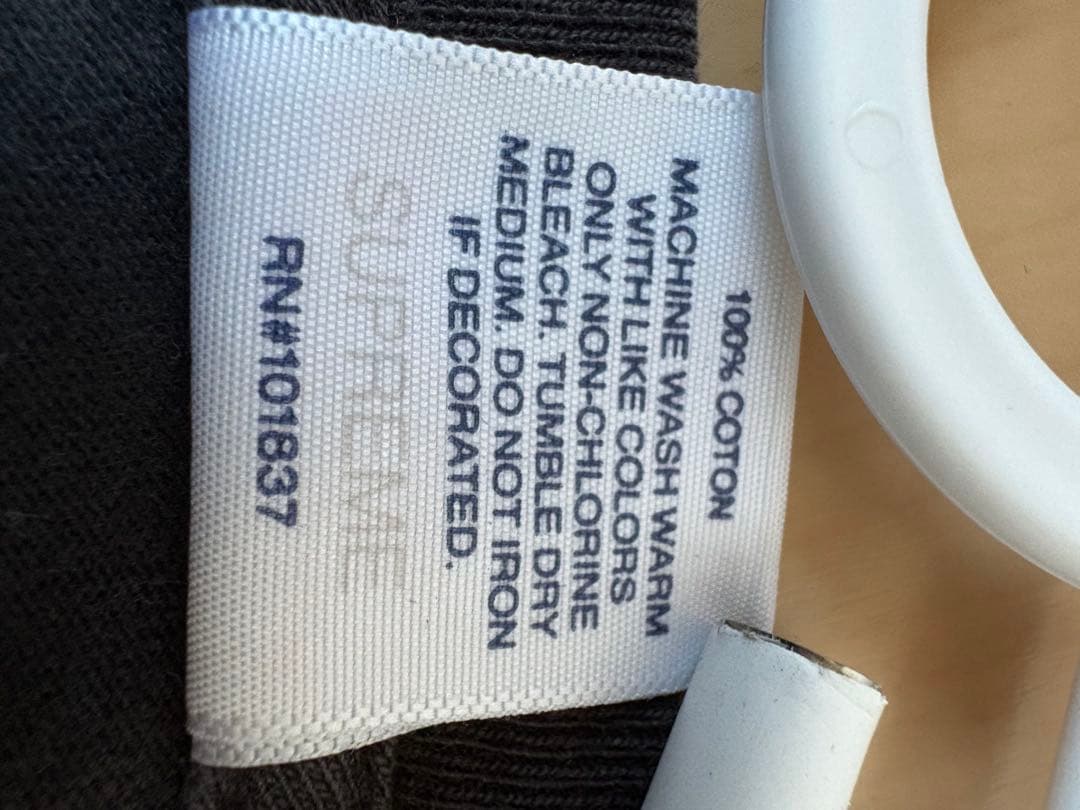 100% COTTON
MACHINE WASH WARM
WITH LIKE COLORS
ONLY NON-CHLORINE
BLEACH. TUMBLE DRY
MEDIUM. DO NOT IRON
IF DECORATED.
SUPREME
RN#101837